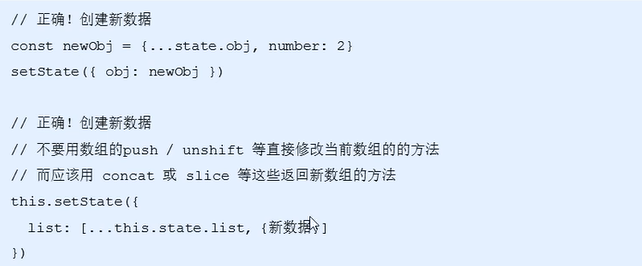 // 正确！创建新数据
const newObj = {...state.obj, number: 2}
setState({ obj: newObj })
// 正确！创建新数据
// 不要用数组的push / unshift 等直接修改当前数组的的方法
// 而应该用 concat 或 slice 等这些返回新数组的方法
this.setState({
list: [...this.state.list, {新数据}]
})